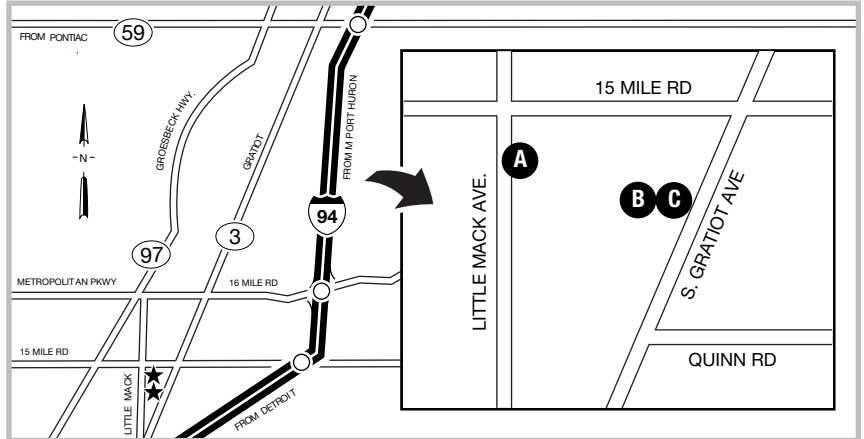 FROM PONTIAC
59
GROESBECK HWY.
GRATIOT
FROM M PORT HURON
-N-
94
3
97
METROPOLITAN PKWY
16 MILE RD
15 MILE RD
LITTLE MACK
FROM DETROIT
15 MILE RD
A
B
C
LITTLE MACK AVE.
S. GRATIOT AVE
QUINN RD